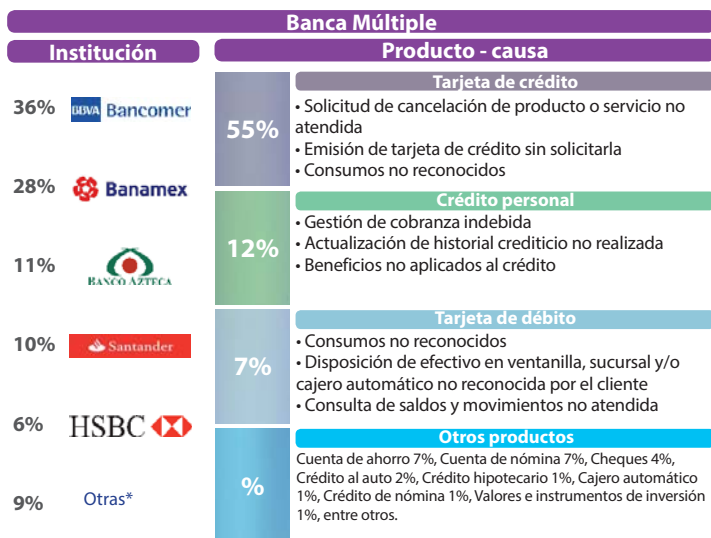 Banca Múltiple
Institución
36% BBVA Bancomer
28% Banamex
11% BANCO AZTECA
10% Santander
6% HSBC
9% Otras*
Producto - causa
55%
Tarjeta de crédito
• Solicitud de cancelación de producto o servicio no
atendida
• Emisión de tarjeta de crédito sin solicitarla
• Consumos no reconocidos
12%
Crédito personal
• Gestión de cobranza indebida
• Actualización de historial crediticio no realizada
• Beneficios no aplicados al crédito
7%
Tarjeta de débito
• Consumos no reconocidos
• Disposición de efectivo en ventanilla, sucursal y/o
cajero automático no reconocida por el cliente
• Consulta de saldos y movimientos no atendida
%
Otros productos
Cuenta de ahorro 7%, Cuenta de nómina 7%, Cheques 4%,
Crédito al auto 2%, Crédito hipotecario 1%, Cajero automático
1%, Crédito de nómina 1%, Valores e instrumentos de inversión
1%, entre otros.